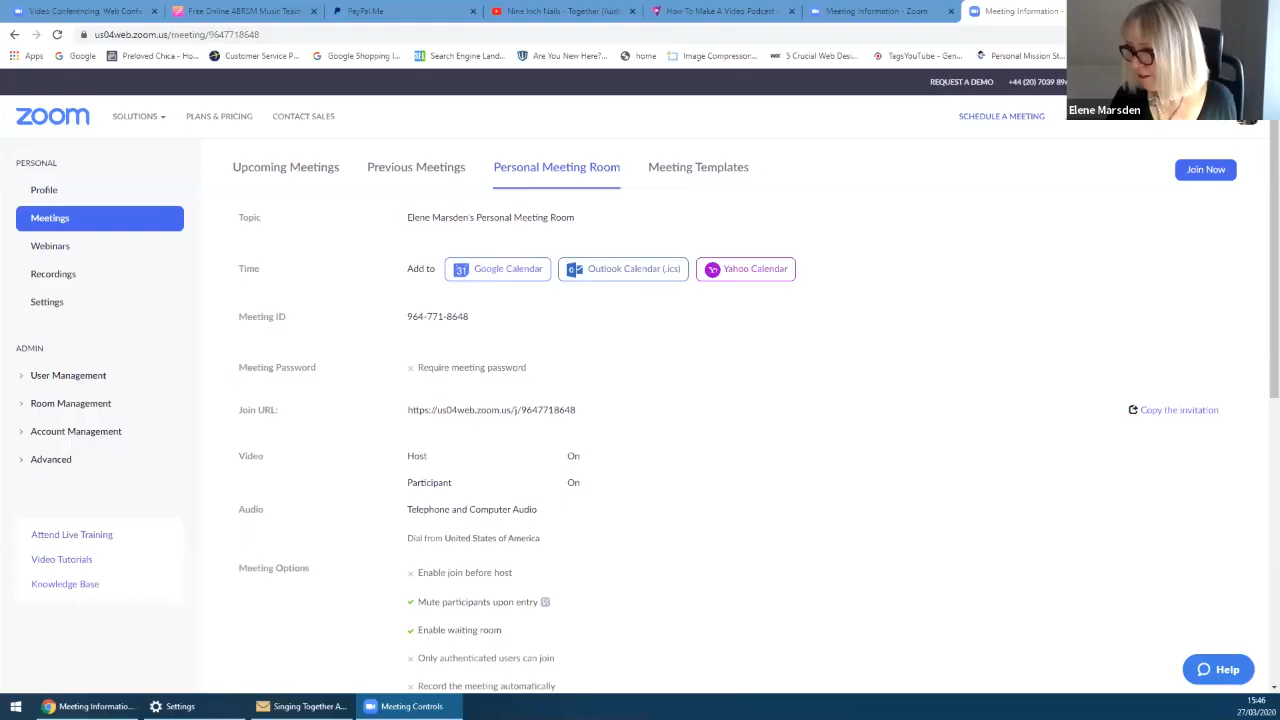 Video Conferencing, Web Conf
Free Online ABRSM Music Teach
PayPal.Me
Nine Inch Nails - Together (Audi
How To Make A Video Podcast -
Meeting Information - Zoom
Meeting Information -
us04web.zoom.us/meeting/9647718648
Apps
Google
Preloved Chica - Ho...
Customer Service P...
Google Shopping I...
Search Engine Land...
Are You New Here?...
home
Image Compressor...
5 Crucial Web Desi...
TagsYouTube - Gen...
Personal Mission St
REQUEST A DEMO
+44 (20) 7039 89
Elene Marsden
zoom
SOLUTIONS
PLANS & PRICING
CONTACT SALES
SCHEDULE A MEETING
PERSONAL
Profile
Meetings
Webinars
Recordings
Settings
ADMIN
User Management
Room Management
Account Management
Advanced
Attend Live Training
Video Tutorials
Knowledge Base
Upcoming Meetings
Previous Meetings
Personal Meeting Room
Meeting Templates
Join Now
Topic
Elene Marsden's Personal Meeting Room
Time
Add to
31 Google Calendar
Outlook Calendar (.ics)
Yahoo Calendar
Meeting ID
964-771-8648
Meeting Password
Require meeting password
Join URL:
https://us04web.zoom.us/j/9647718648
Copy the invitation
Video
Host
On
Participant
On
Audio
Telephone and Computer Audio
Dial from United States of America
Meeting Options
Enable join before host
Mute participants upon entry
Enable waiting room
Only authenticated users can join
Record the meeting automatically
Help
Meeting Informatio...
Settings
Singing Together A...
Meeting Controls
15:46
27/03/2020